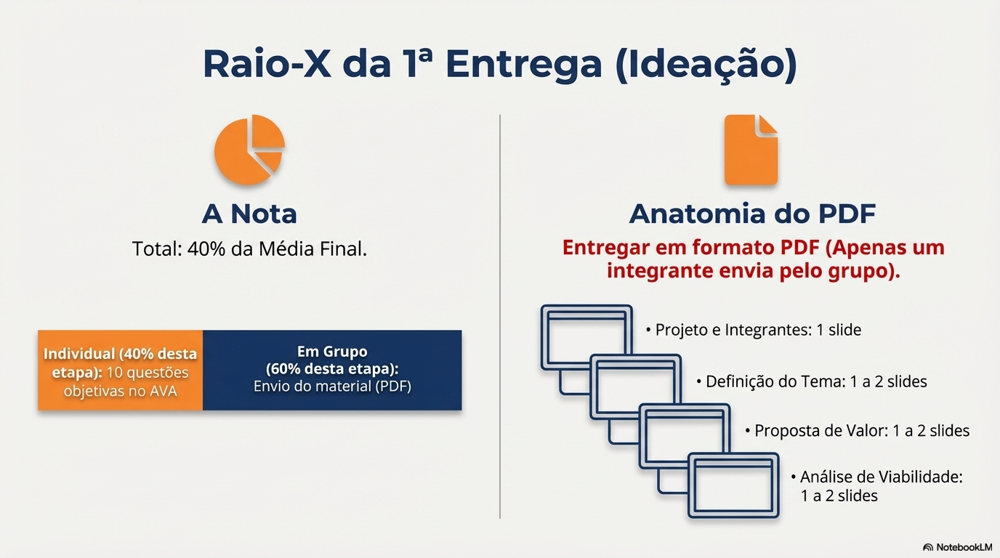 Raio-X da 1ª Entrega (Ideação)
A Nota
Total: 40% da Média Final.
Individual (40% desta
etapa): 10 questões
objetivas no AVA
Em Grupo
(60% desta etapa):
Envio do material (PDF)
Anatomia do PDF
Entregar em formato PDF (Apenas um
integrante envia pelo grupo).
• Projeto e Integrantes: 1 slide
• Definição do Tema: 1 a 2 slides
• Proposta de Valor: 1 a 2 slides
• Análise de Viabilidade:
1 a 2 slides
NotebookLM